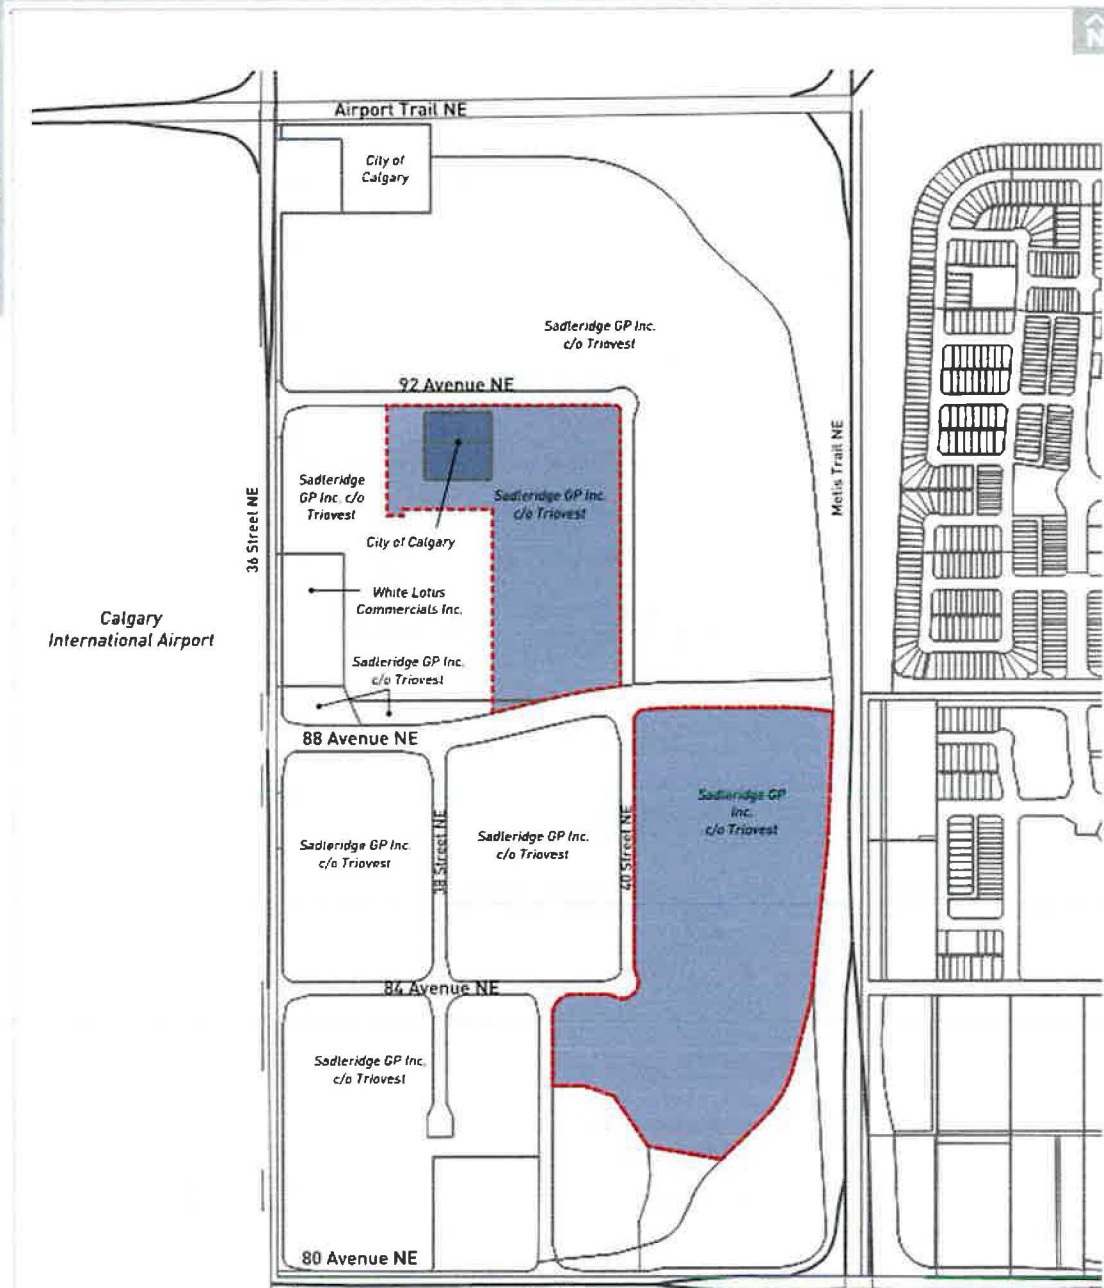 N
Airport Trail NE
City of
Calgary
Sadleridge GP Inc.
c/o Triovest
92 Avenue NE
Metis Trail NE
Sadleridge
GP Inc. c/o
Triovest
Sadleridge GP Inc.
c/o Triovest
36 Street NE
City of Calgary
White Lotus
Commercials Inc.
Calgary
International Airport
Sadleridge GP Inc.
c/o Triovest
88 Avenue NE
Sadleridge GP
Inc.
c/o Triovest
Sadleridge GP Inc.
c/o Triovest
38 Street NE
Sadleridge GP Inc.
c/o Triovest
40 Street NE
84 Avenue NE
Sadleridge GP Inc.
c/o Triovest
80 Avenue NE